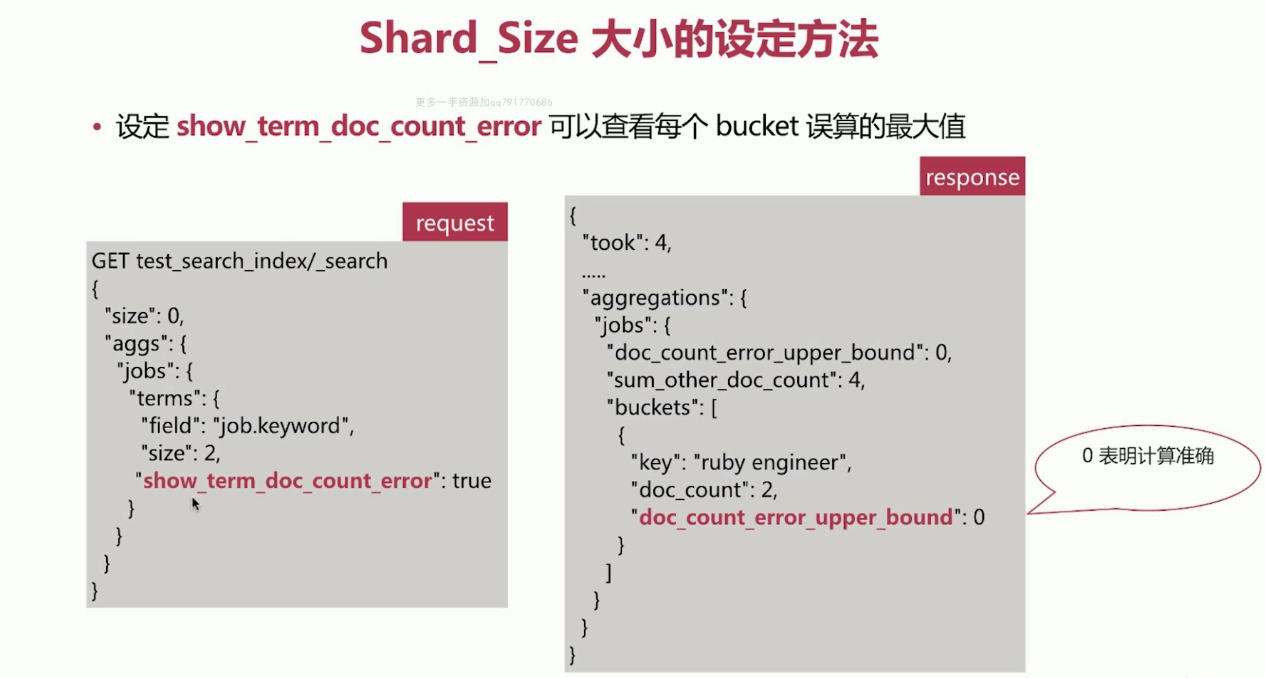 Shard_Size 大小的设定方法
更多一手资源加qq791770686
• 设定 show_term_doc_count_error 可以查看每个 bucket 误算的最大值
request
GET test_search_index/_search
{
"size": 0,
"aggs": {
"jobs": {
"terms": {
"field": "job.keyword",
"size": 2,
"show_term_doc_count_error": true
}
}
}
}
response
{
"took": 4,
.....
"aggregations": {
"jobs": {
"doc_count_error_upper_bound": 0,
"sum_other_doc_count": 4,
"buckets": [
{
"key": "ruby engineer",
"doc_count": 2,
"doc_count_error_upper_bound": 0
}
]
}
}
}
0 表明计算准确